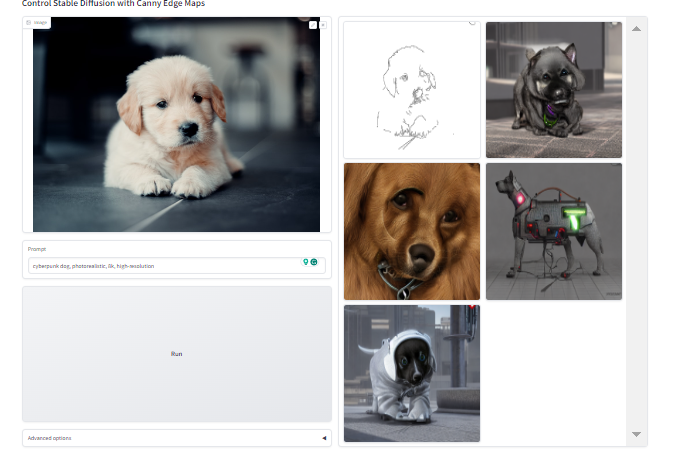 Control Stable Diffusion with Canny Edge Maps
Image
Prompt
cyberpunk dog, photorealistic, 8k, high-resolution
Run
Advanced options